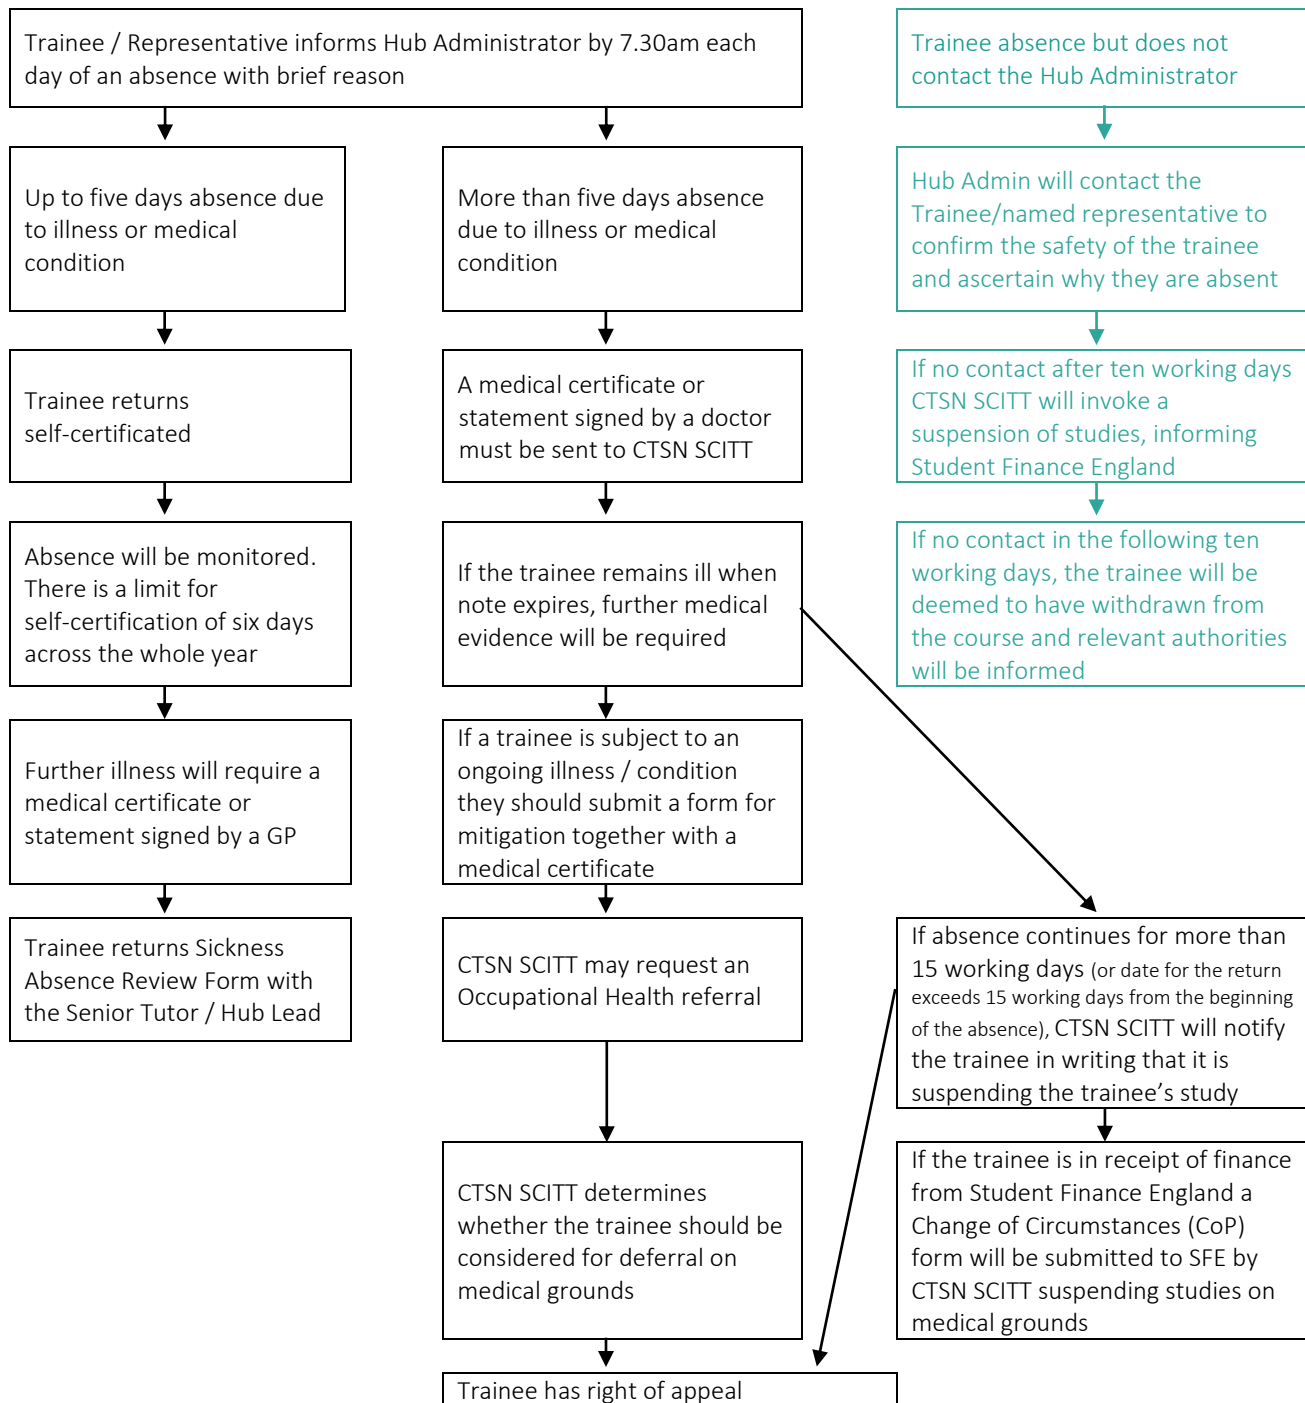 Trainee / Representative informs Hub Administrator by 7.30am each
day of an absence with brief reason
Up to five days absence due
to illness or medical
condition
Trainee returns
self-certificated
Absence will be monitored.
There is a limit for
self-certification of six days
across the whole year
Further illness will require a
medical certificate or
statement signed by a GP
Trainee returns Sickness
Absence Review Form with
the Senior Tutor / Hub Lead
More than five days absence
due to illness or medical
condition
A medical certificate or
statement signed by a doctor
must be sent to CTSN SCITT
If the trainee remains ill when
note expires, further medical
evidence will be required
If a trainee is subject to an
ongoing illness / condition
they should submit a form for
mitigation together with a
medical certificate
CTSN SCITT may request an
Occupational Health referral
CTSN SCITT determines
whether the trainee should be
considered for deferral on
medical grounds
Trainee has right of appeal
Trainee absence but does not
contact the Hub Administrator
Hub Admin will contact the
Trainee/named representative to
confirm the safety of the trainee
and ascertain why they are absent
If no contact after ten working days
CTSN SCITT will invoke a
suspension of studies, informing
Student Finance England
If no contact in the following ten
working days, the trainee will be
deemed to have withdrawn from
the course and relevant authorities
will be informed
If absence continues for more than
15 working days (or date for the return
exceeds 15 working days from the beginning
of the absence), CTSN SCITT will notify
the trainee in writing that it is
suspending the trainee’s study
If the trainee is in receipt of finance
from Student Finance England a
Change of Circumstances (CoP)
form will be submitted to SFE by
CTSN SCITT suspending studies on
medical grounds